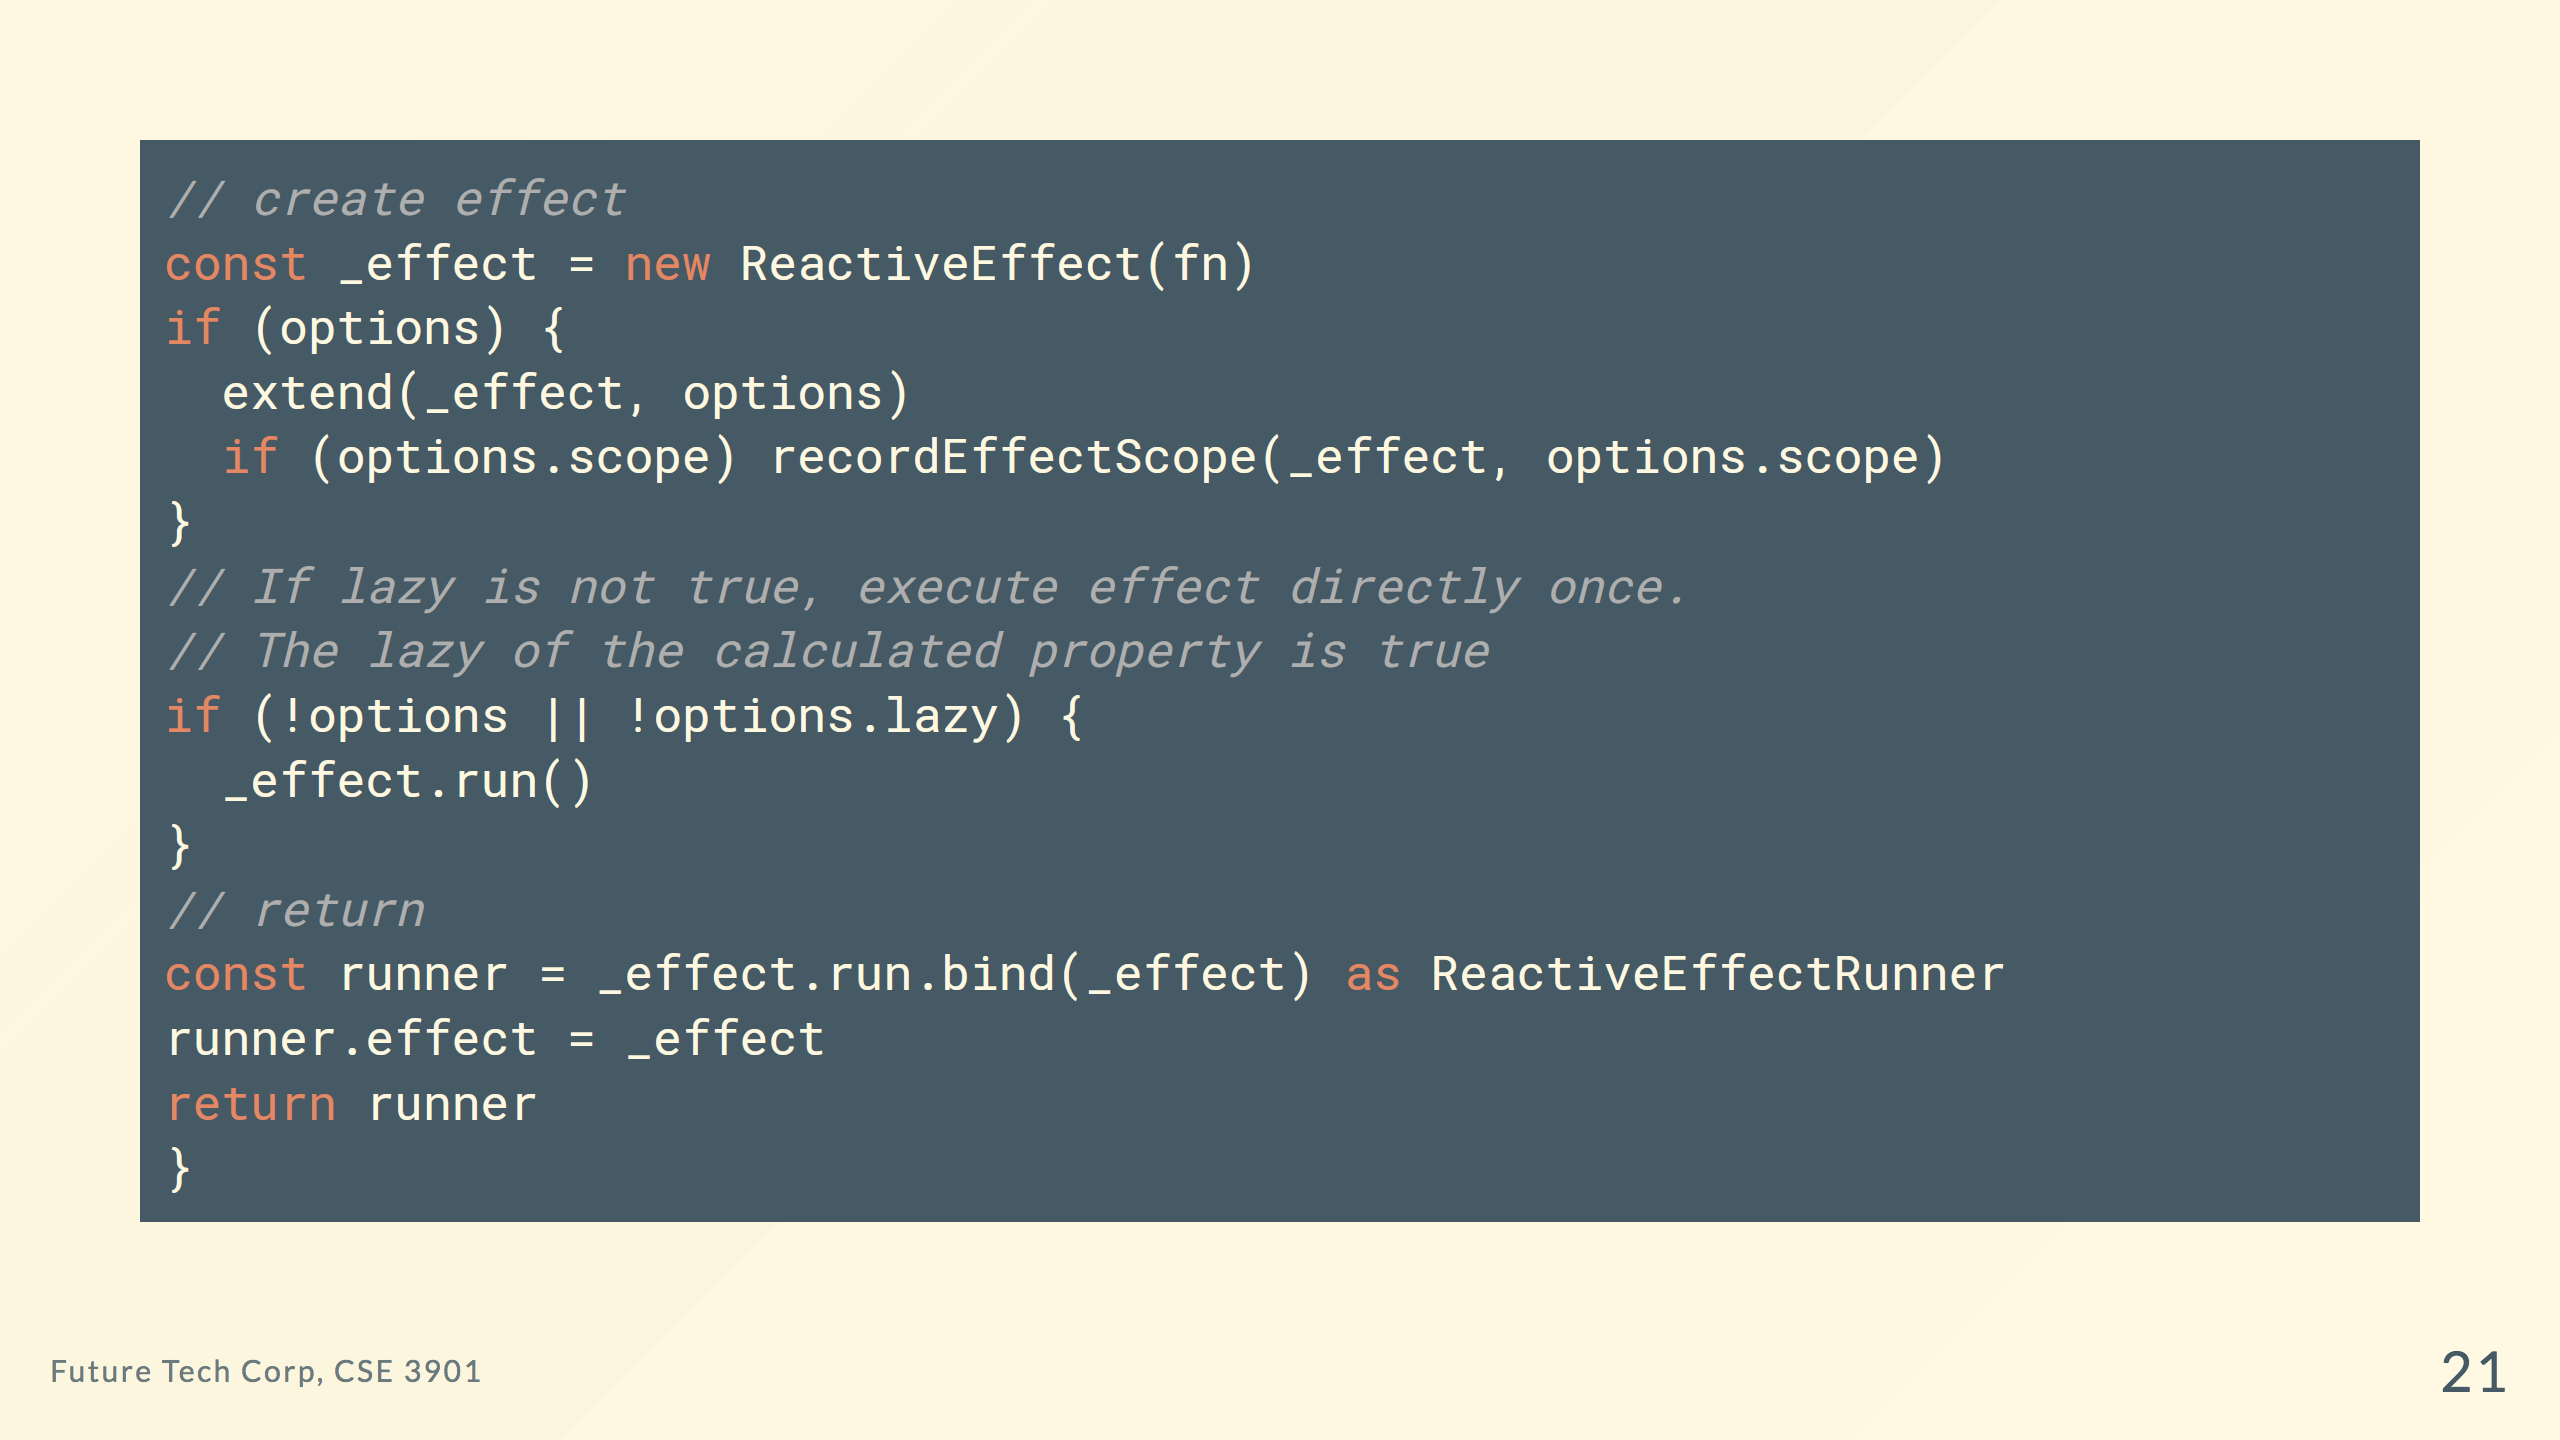 // create effect
const _effect = new ReactiveEffect(fn)
if (options) {
  extend(_effect, options)
  if (options.scope) recordEffectScope(_effect, options.scope)
}
// If lazy is not true, execute effect directly once.
// The lazy of the calculated property is true
if (!options || !options.lazy) {
  _effect.run()
}
// return
const runner = _effect.run.bind(_effect) as ReactiveEffectRunner
runner.effect = _effect
return runner
}
Future Tech Corp, CSE 3901
21